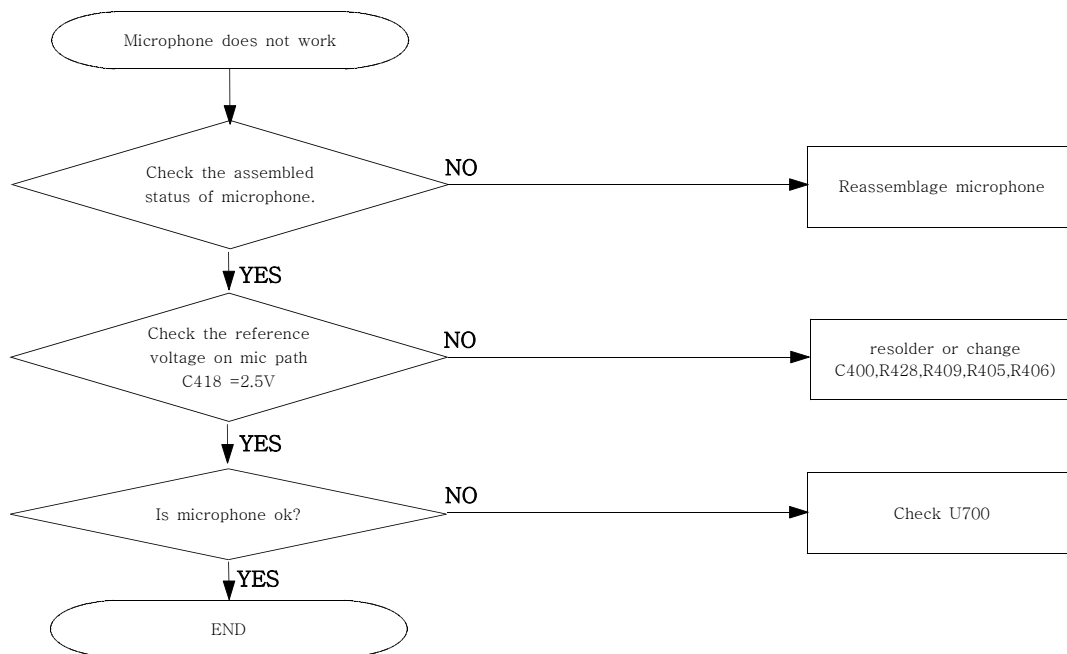 Microphone does not work
Check the assembled
status of microphone.
NO
Reassemblage microphone
YES
Check the reference
voltage on mic path
C418 =2.5V
NO
resolder or change
C400,R428,R409,R405,R406)
YES
Is microphone ok?
NO
Check U700
YES
END